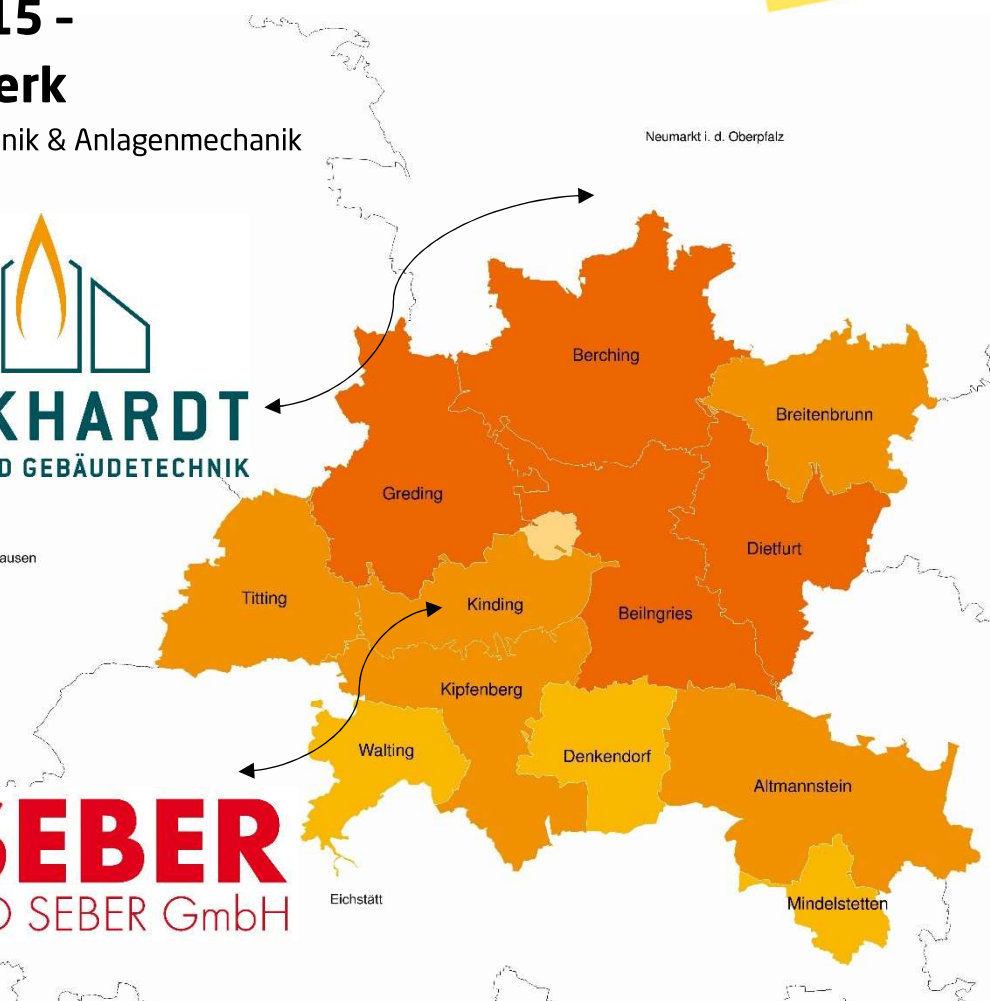 15 -
erk
nik & Anlagenmechanik
Neumarkt i. d. Oberpfalz
KHARDT
D GEBÄUDETECHNIK
Berching
Breitenbrunn
Greding
Dietfurt
ausen
Titting
Kinding
Beilngries
Kipfenberg
Walting
Denkendorf
Altmannstein
SEBER
D SEBER GmbH
Eichstätt
Mindelstetten